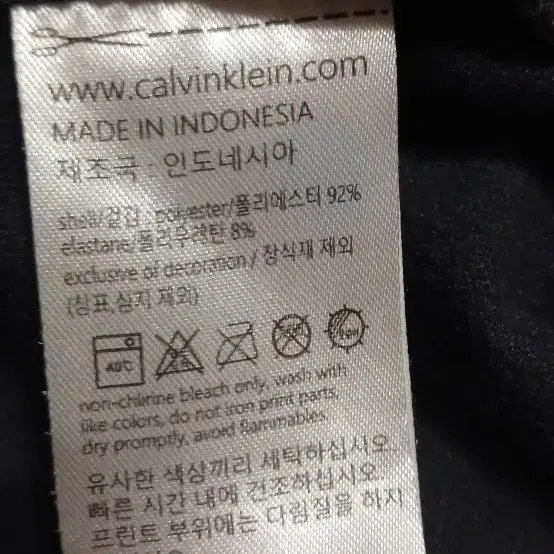 www.calvinklein.com
MADE IN INDONESIA
제조국 : 인도네시아
shell/겉감 : polyester/폴리에스터 92%
elastane/폴리우레탄 8%
exclusive of decoration / 장식재 제외
(상표,심지 제외)
40℃
non-chlirine bleach only, wash with
like colors, do not iron print parts,
dry promptly, avoid flammables.
유사한 색상끼리 세탁하십시오.
빠른 시간 내에 건조하십시오.
프린트 부위에는 다림질을 하지